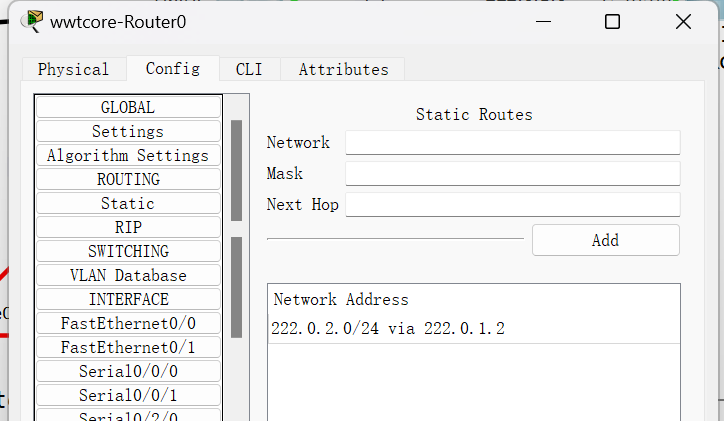 wwtcore-Router0
Physical
Config
CLI
Attributes
GLOBAL
Settings
Algorithm Settings
ROUTING
Static
RIP
SWITCHING
VLAN Database
INTERFACE
FastEthernet0/0
FastEthernet0/1
Serial0/0/0
Serial0/0/1
Serial0/2/0
Static Routes
Network
Mask
Next Hop
Add
Network Address
222.0.2.0/24 via 222.0.1.2